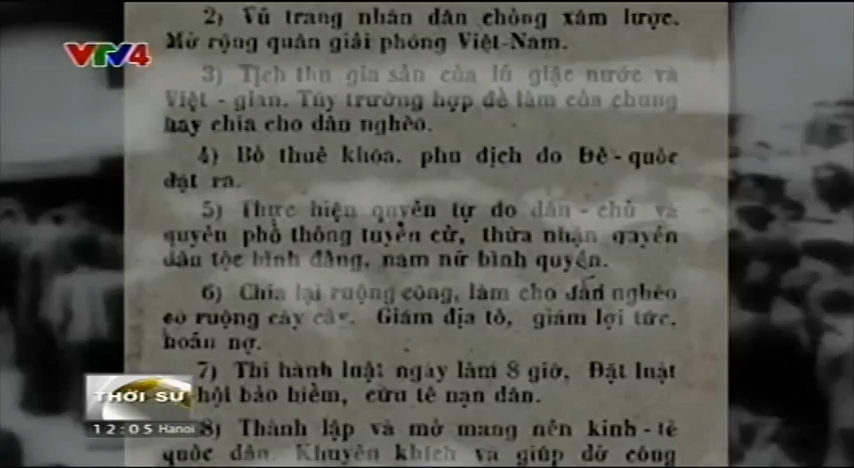 2) Vũ trang nhân dân chống xâm lược.
VTV4
Mở rộng quân giải phóng Việt-Nam.
3) Tịch thu gia sản của lũ giặc nước và
Việt - gian. Tùy trường hợp để làm của chung
hay chia cho dân nghèo.
4) Bỏ thuế khóa, phu dịch do Đế - quốc
đặt ra.
5) Thực hiện quyền tự do dân - chủ và
quyền phổ thông tuyển cử, thừa nhận quyền
dân tộc bình đẳng, nam nữ bình quyền.
6) Chia lại ruộng công, làm cho dân nghèo
có ruộng cày cấy. Giảm địa tô, giảm lợi tức,
hoãn nợ.
7) Thi hành luật ngày làm 8 giờ, Đặt luật
THỜI SỰ
hội bảo hiểm, cứu tế nạn dân.
12:05 Hanoi
8) Thành lập và mở mang nền kinh - tế
quốc dân. Khuyến khích và giúp đỡ công